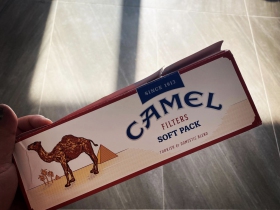 SINCE 1913
CAMEL
FILTERS
SOFT PACK
TURKISH & DOMESTIC BLEND